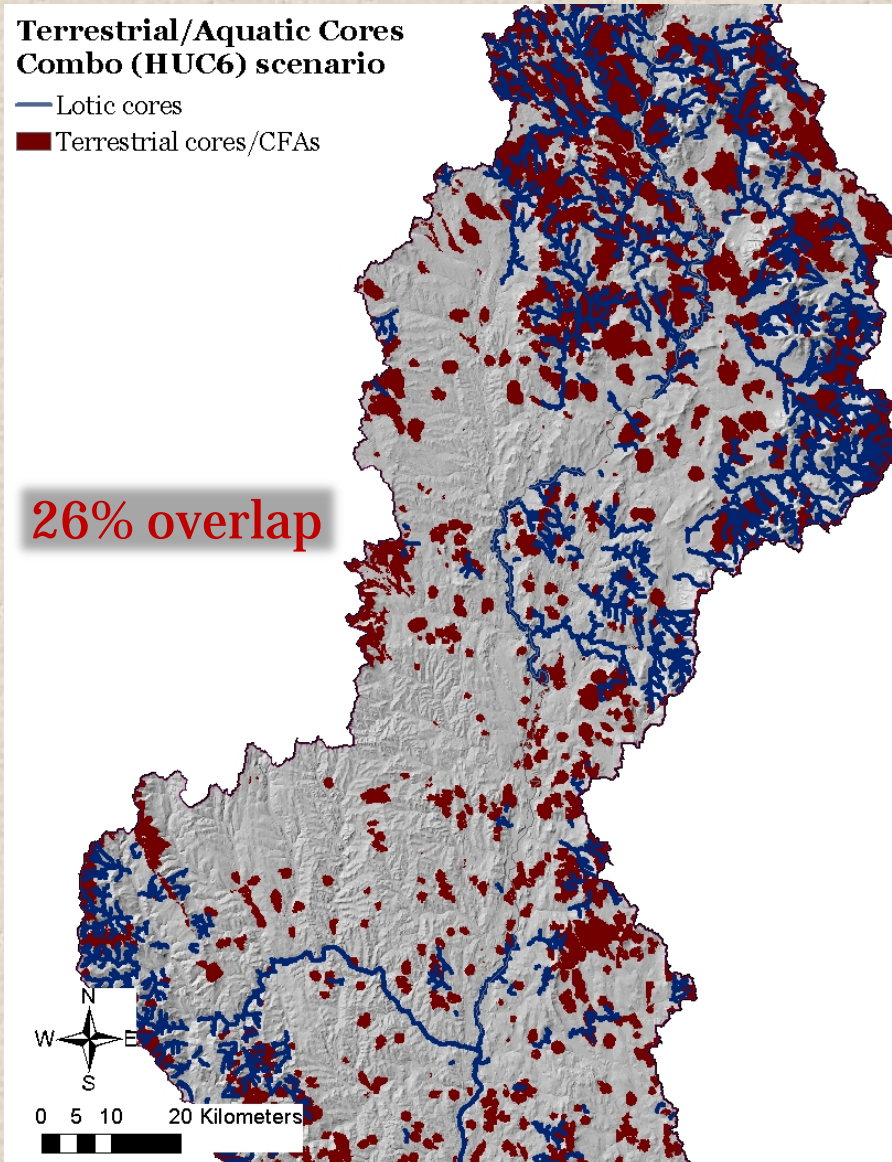 Terrestrial/Aquatic Cores
Combo (HUC6) scenario
Lotic cores
Terrestrial cores/CFAs
26% overlap
N
W E
S
0 5 10 20 Kilometers